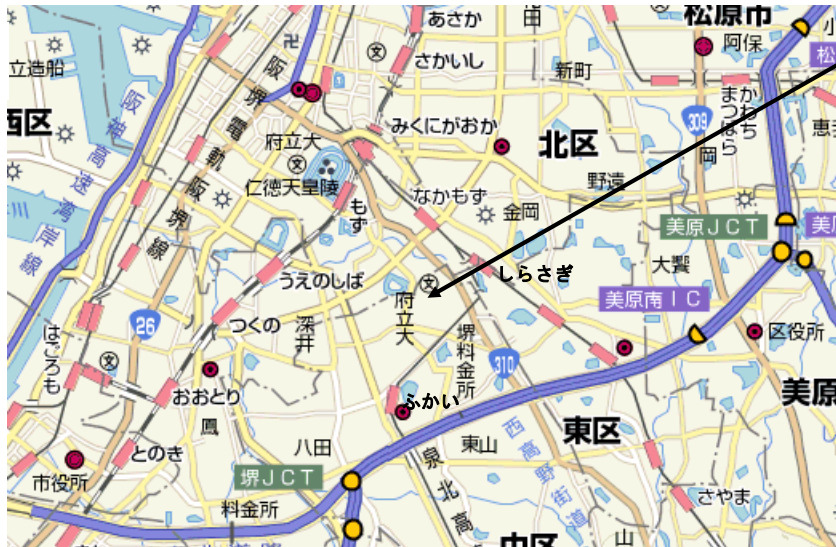 あさか
田
松原市
小
阿保
松
さかいし
新町
立造船
阪堺電軌阪堺線
阪神高速湾岸線
西区
みくにがおか
北区
309
かわちまつばら
恵
岡
府立大
仁徳天皇陵
もず
なかもず
野遠
金岡
美原JCT
美
しらさぎ
大饗
うえのしば
府立大
美原南IC
26
つくの
深井
堺料金所
310
区役所
はごろも
おおとり
鳳
ふかい
美原
東区
とのき
八田
東山
西高野街道
市役所
堺JCT
泉北高
さやま
料金所
中区
山